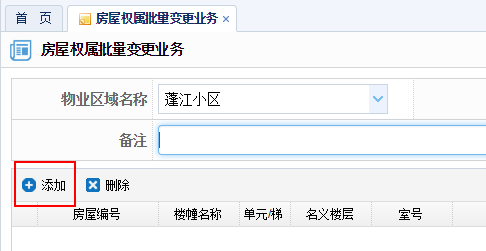 首 页 房屋权属批量变更业务 ×
房屋权属批量变更业务
物业区域名称 蓬江小区
备注
添加 删除
房屋编号 楼幢名称 单元/梯 名义楼层 室号